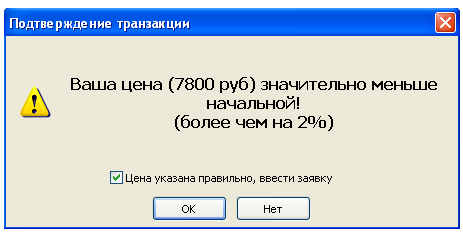 Подтверждение транзакции
Ваша цена (7800 руб) значительно меньше
начальной!
(более чем на 2%)
Цена указана правильно, ввести заявку
OK
Нет